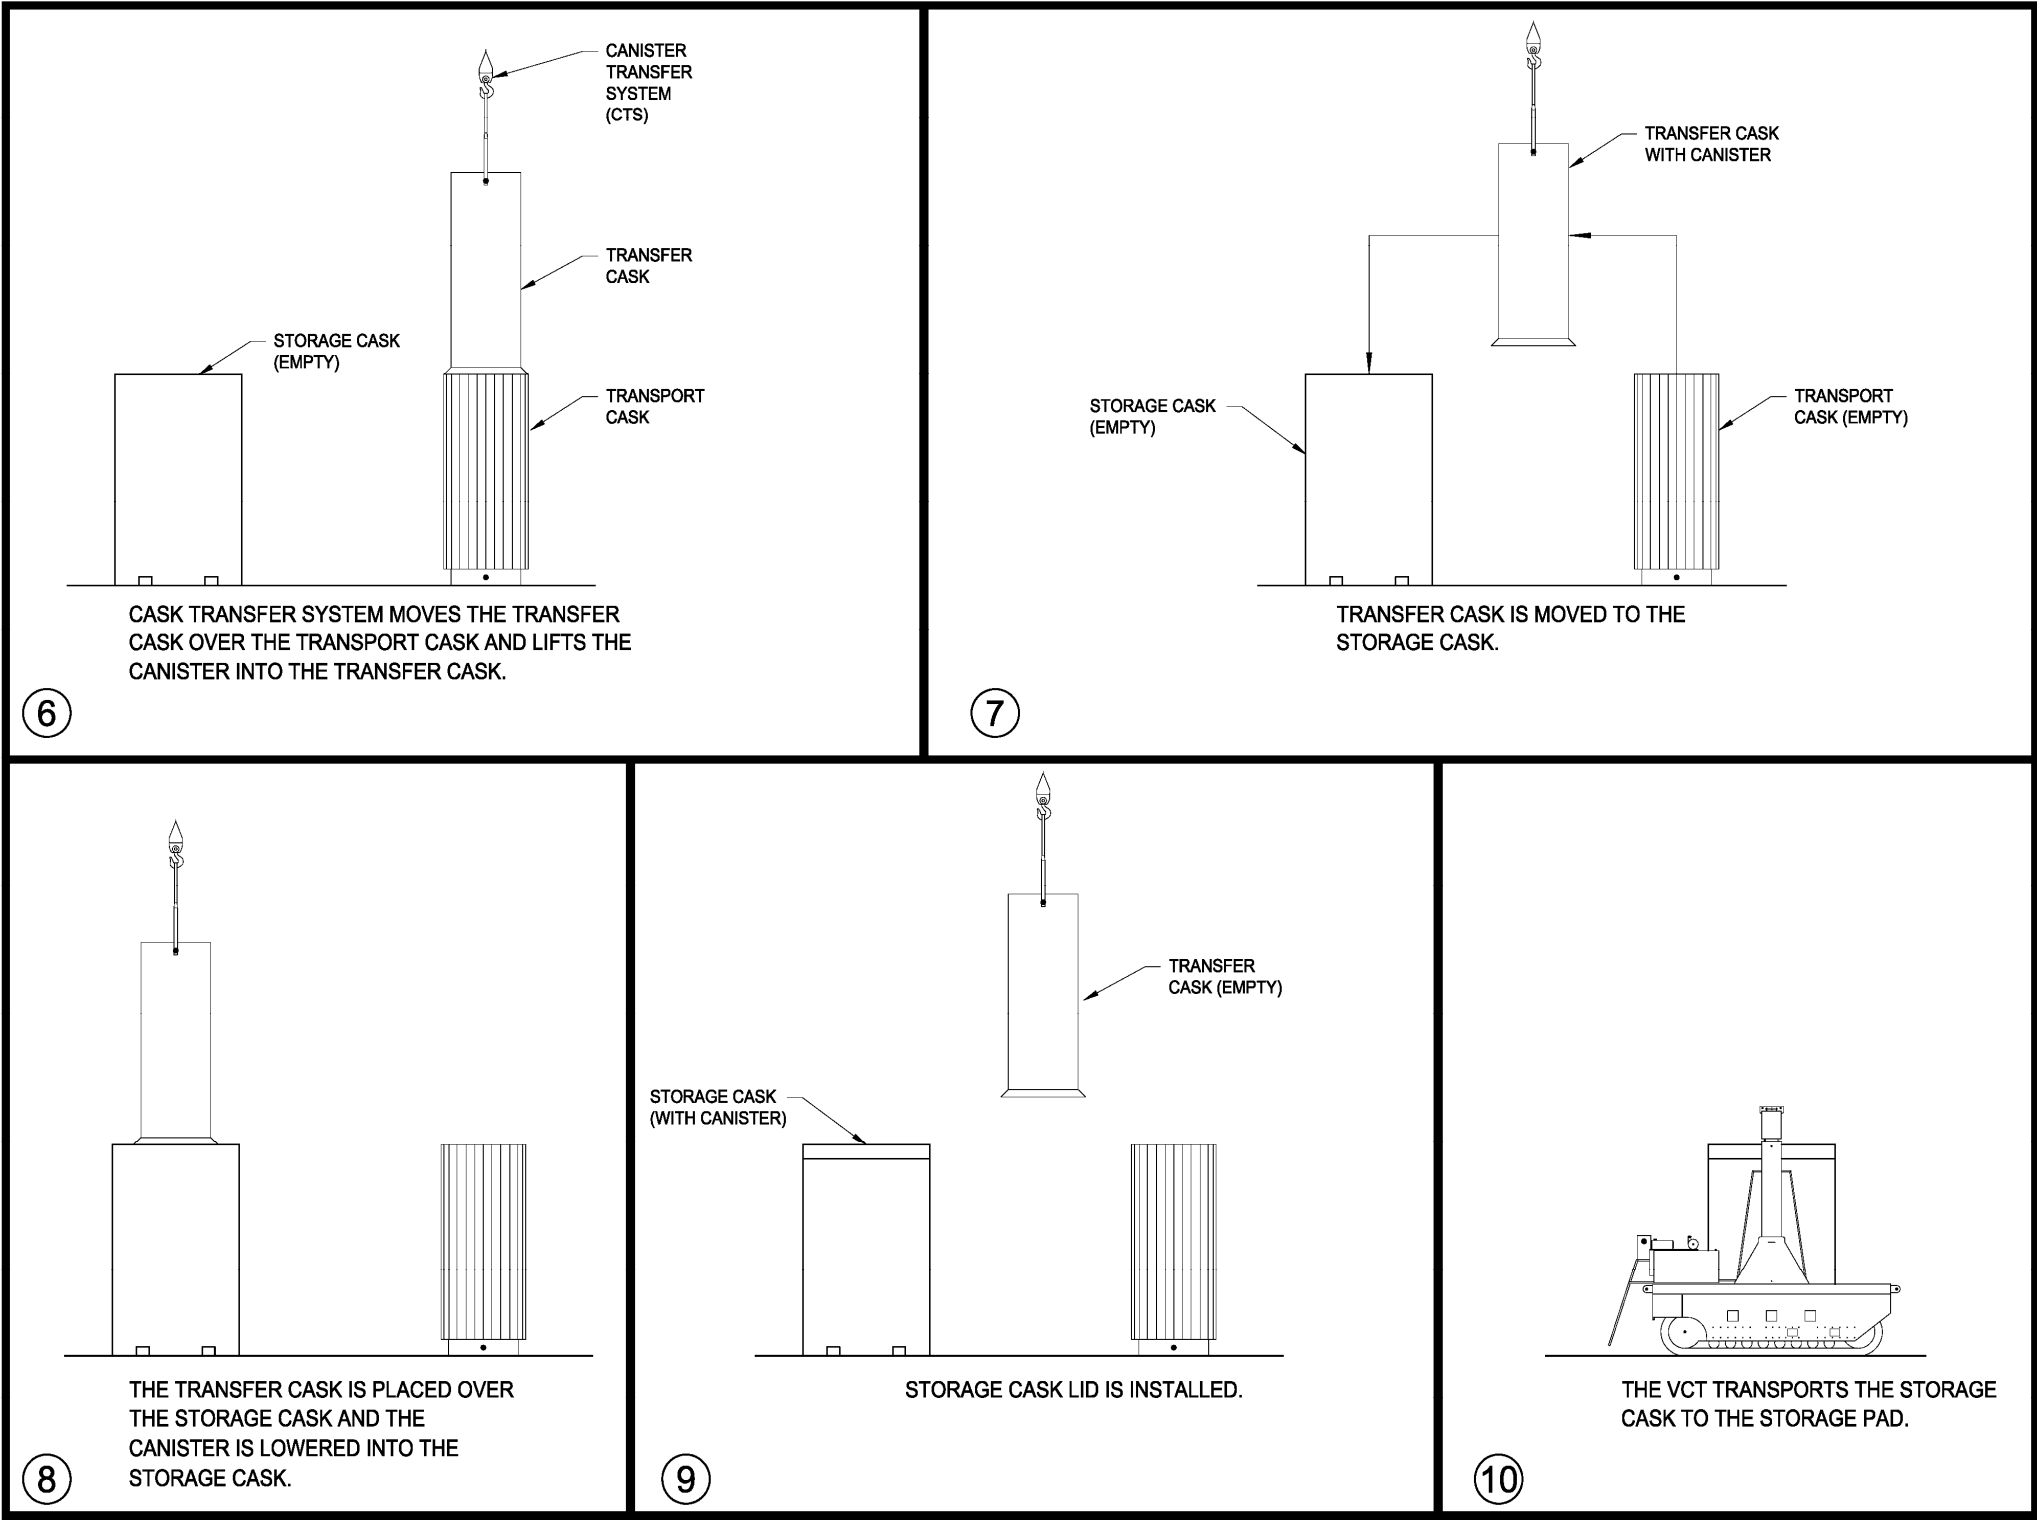 CANISTER
TRANSFER
SYSTEM
(CTS)
TRANSFER
CASK
STORAGE CASK
(EMPTY)
TRANSPORT
CASK
CASK TRANSFER SYSTEM MOVES THE TRANSFER
CASK OVER THE TRANSPORT CASK AND LIFTS THE
CANISTER INTO THE TRANSFER CASK.
6
TRANSFER CASK
WITH CANISTER
STORAGE CASK
(EMPTY)
TRANSPORT
CASK (EMPTY)
TRANSFER CASK IS MOVED TO THE
STORAGE CASK.
7
THE TRANSFER CASK IS PLACED OVER
THE STORAGE CASK AND THE
CANISTER IS LOWERED INTO THE
STORAGE CASK.
8
TRANSFER
CASK (EMPTY)
STORAGE CASK
(WITH CANISTER)
STORAGE CASK LID IS INSTALLED.
9
THE VCT TRANSPORTS THE STORAGE
CASK TO THE STORAGE PAD.
10